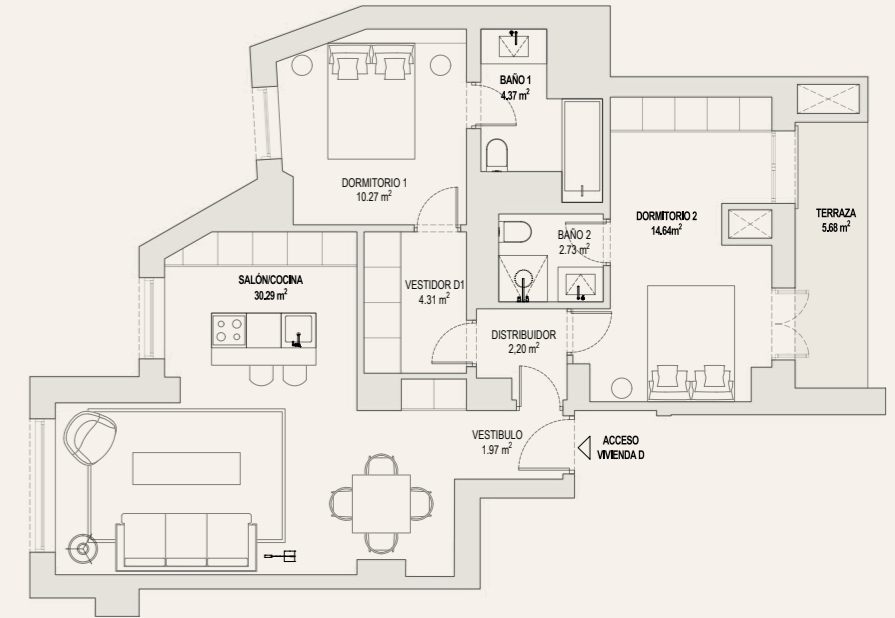 BAÑO 1
4.37 m²
DORMITORIO 1
10.27 m²
DORMITORIO 2
14.64m²
TERRAZA
5.68 m²
BAÑO 2
2.73 m²
SALÓN/COCINA
30.29 m²
VESTIDOR D1
4.31 m²
DISTRIBUIDOR
2,20 m²
VESTIBULO
1.97 m²
ACCESO
VIVIENDA D